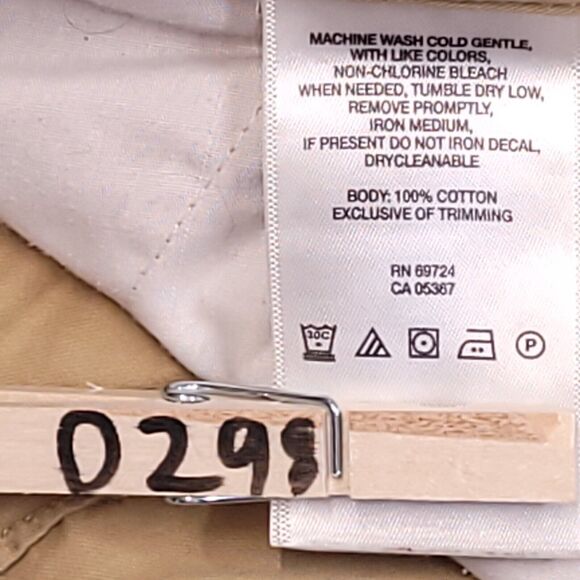 MACHINE WASH COLD GENTLE,
WITH LIKE COLORS,
NON-CHLORINE BLEACH
WHEN NEEDED, TUMBLE DRY LOW,
REMOVE PROMPTLY,
IRON MEDIUM,
IF PRESENT DO NOT IRON DECAL,
DRYCLEANABLE
BODY: 100% COTTON
EXCLUSIVE OF TRIMMING
RN 69724
CA 05367
30C
P
0298